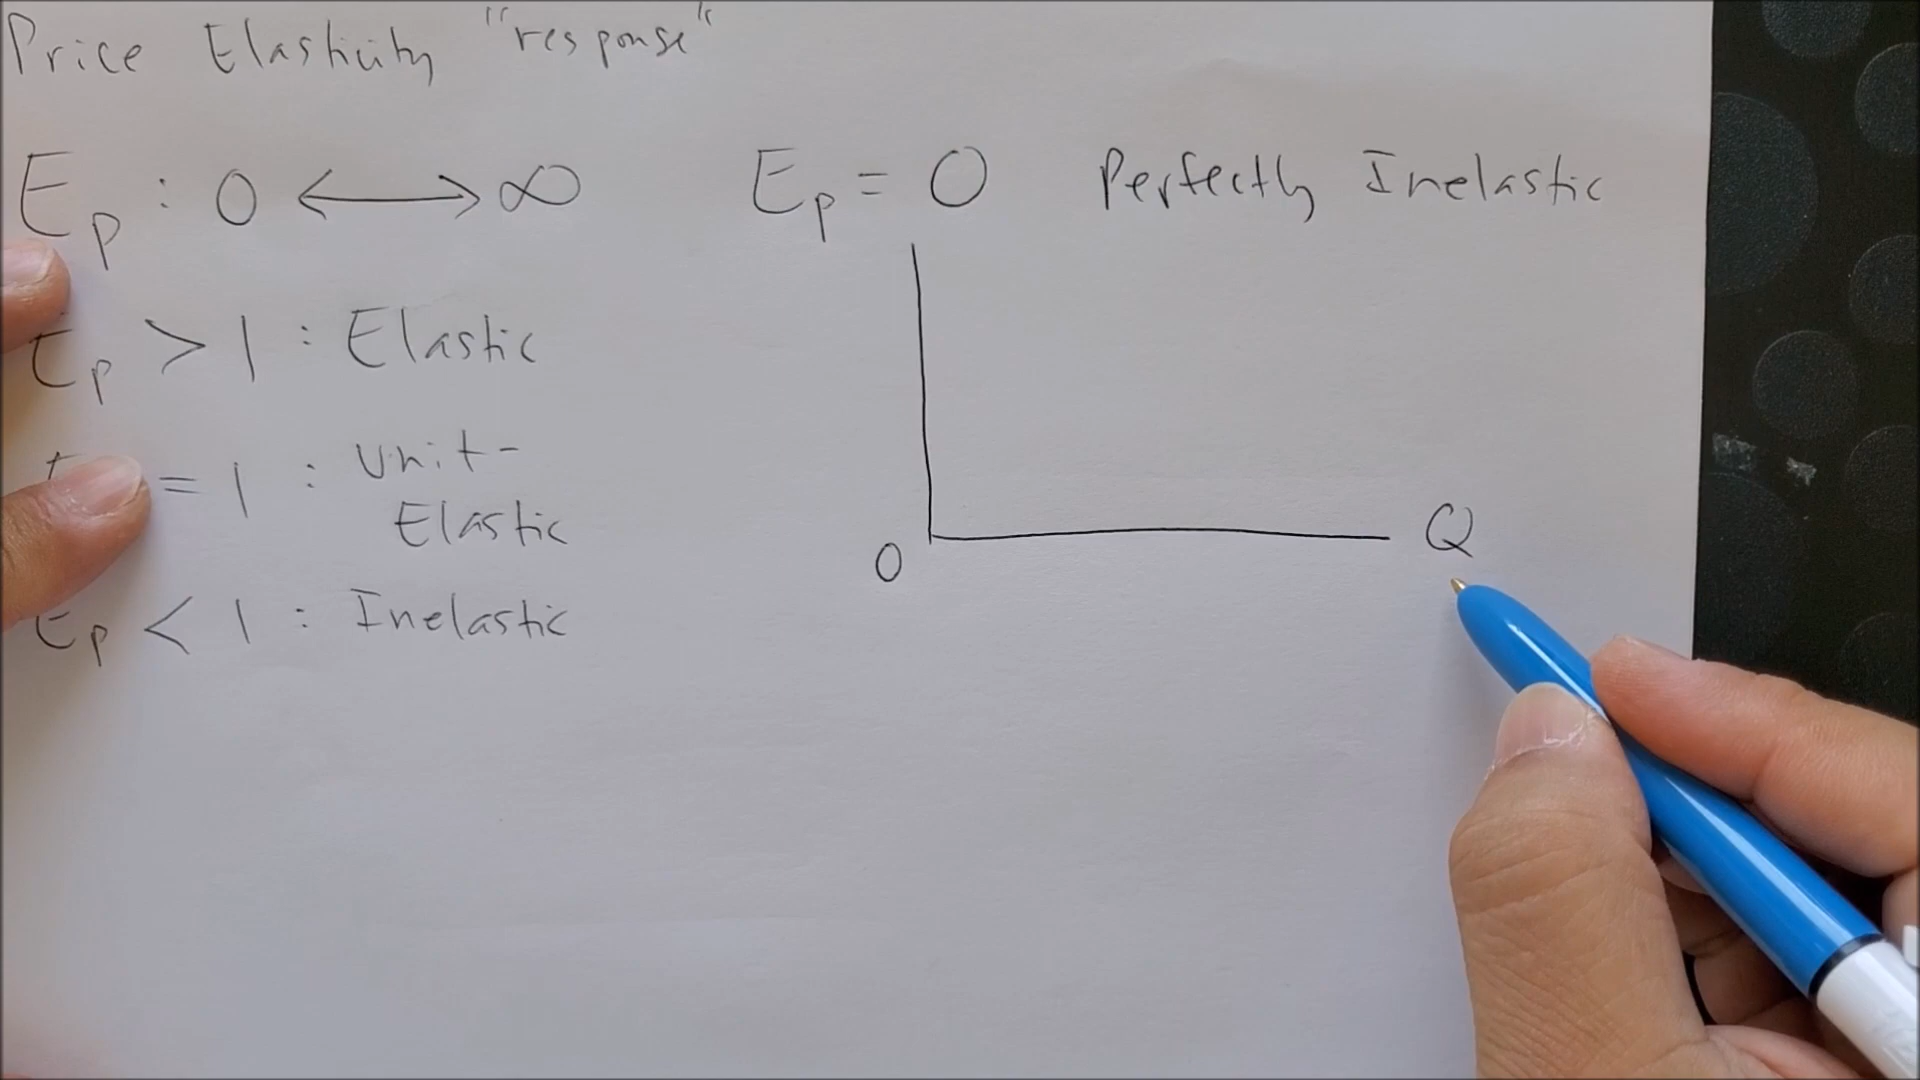 Price Elasticity "response"
Ep : 0 ⟷ ∞
Ep > 1 : Elastic
= 1 : unit-
Elastic
Ep < 1 : Inelastic
Ep = 0 Perfectly Inelastic
0
Q